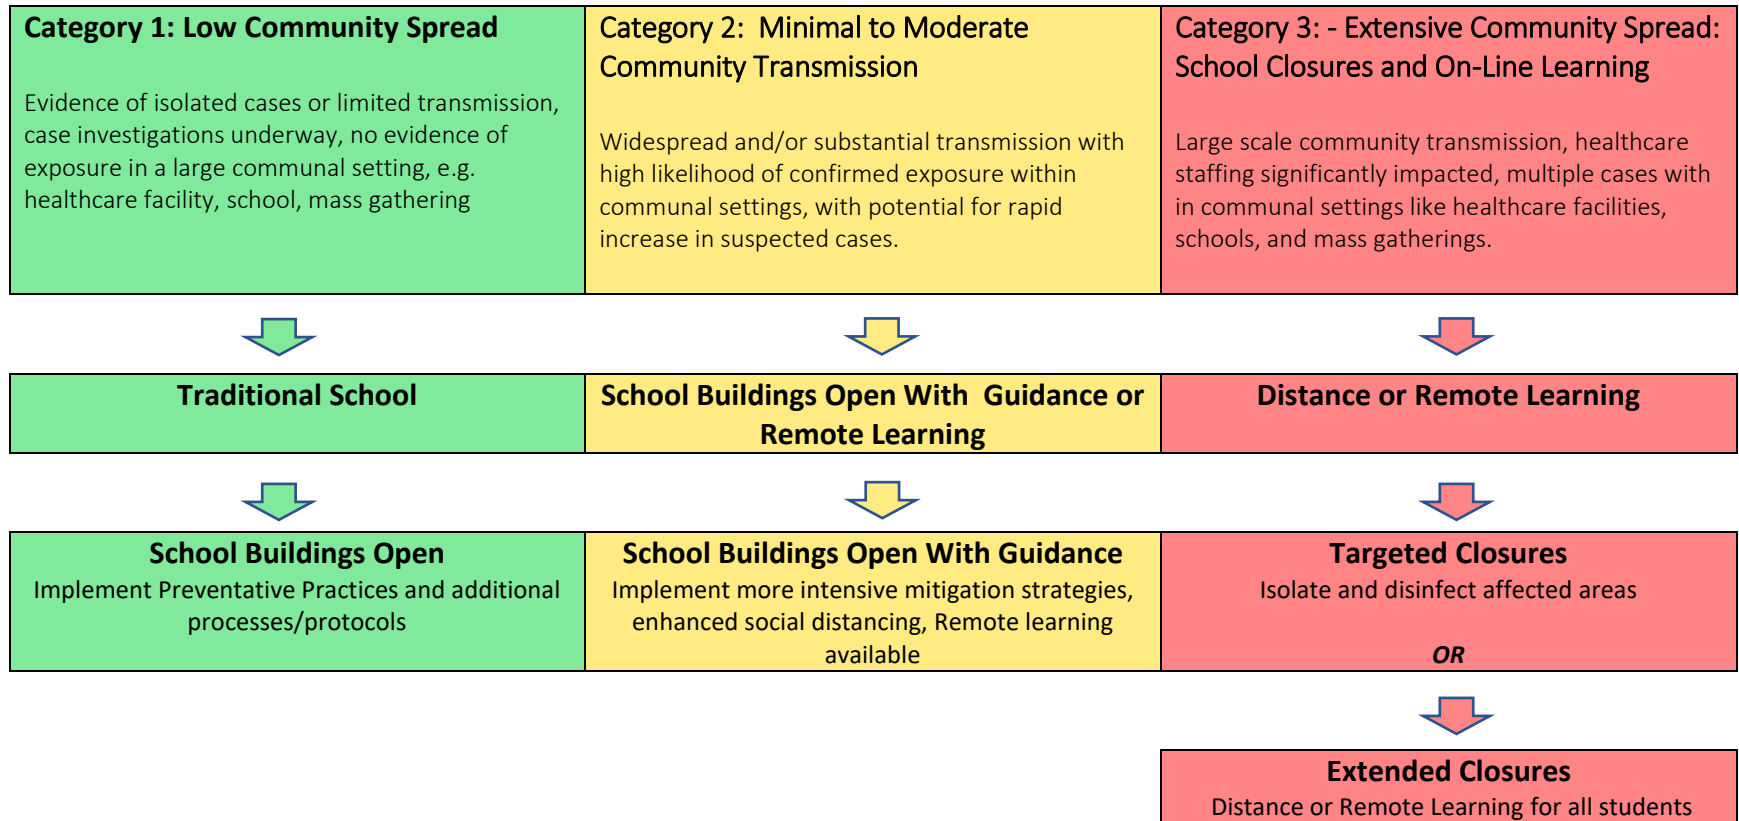 Category 1: Low Community Spread
Evidence of isolated cases or limited transmission,
case investigations underway, no evidence of
exposure in a large communal setting, e.g.
healthcare facility, school, mass gathering
Category 2:  Minimal to Moderate
Community Transmission
Widespread and/or substantial transmission with
high likelihood of confirmed exposure within
communal settings, with potential for rapid
increase in suspected cases.
Category 3: - Extensive Community Spread:
School Closures and On-Line Learning
Large scale community transmission, healthcare
staffing significantly impacted, multiple cases with
in communal settings like healthcare facilities,
schools, and mass gatherings.
Traditional School
School Buildings Open With  Guidance or
Remote Learning
Distance or Remote Learning
School Buildings Open
Implement Preventative Practices and additional
processes/protocols
School Buildings Open With Guidance
Implement more intensive mitigation strategies,
enhanced social distancing, Remote learning
available
Targeted Closures
Isolate and disinfect affected areas
OR
Extended Closures
Distance or Remote Learning for all students